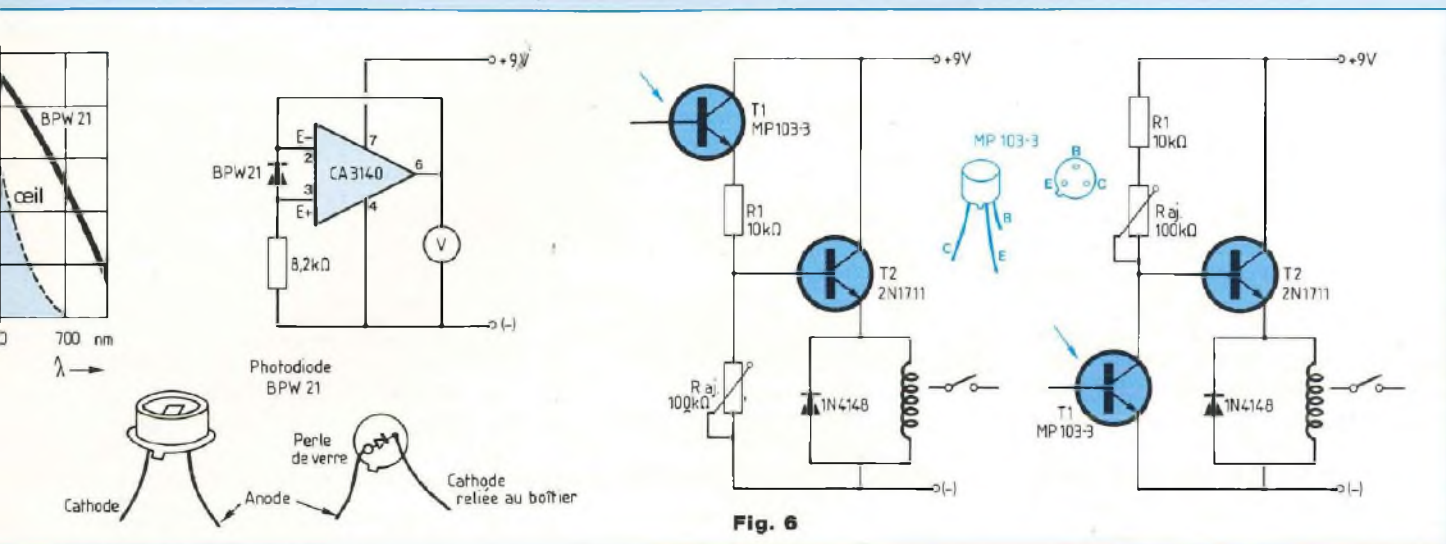 BPW 21
œil
700 nm
λ
+9V
E-
2
7
BPW21
CA3140
6
3
E+
4
V
8,2kΩ
(-)
Photodiode
BPW 21
Perle
de verre
Cathode
Anode
Cathode
reliée au boîtier
+9V
T1
MP103-3
R1
10kΩ
T2
2N1711
R aj.
100kΩ
1N4148
(-)
MP 103-3
B
E
C
C
B
E
+9V
R1
10kΩ
R aj.
100kΩ
T2
2N1711
T1
MP 103-3
1N4148
(-)
Fig. 6